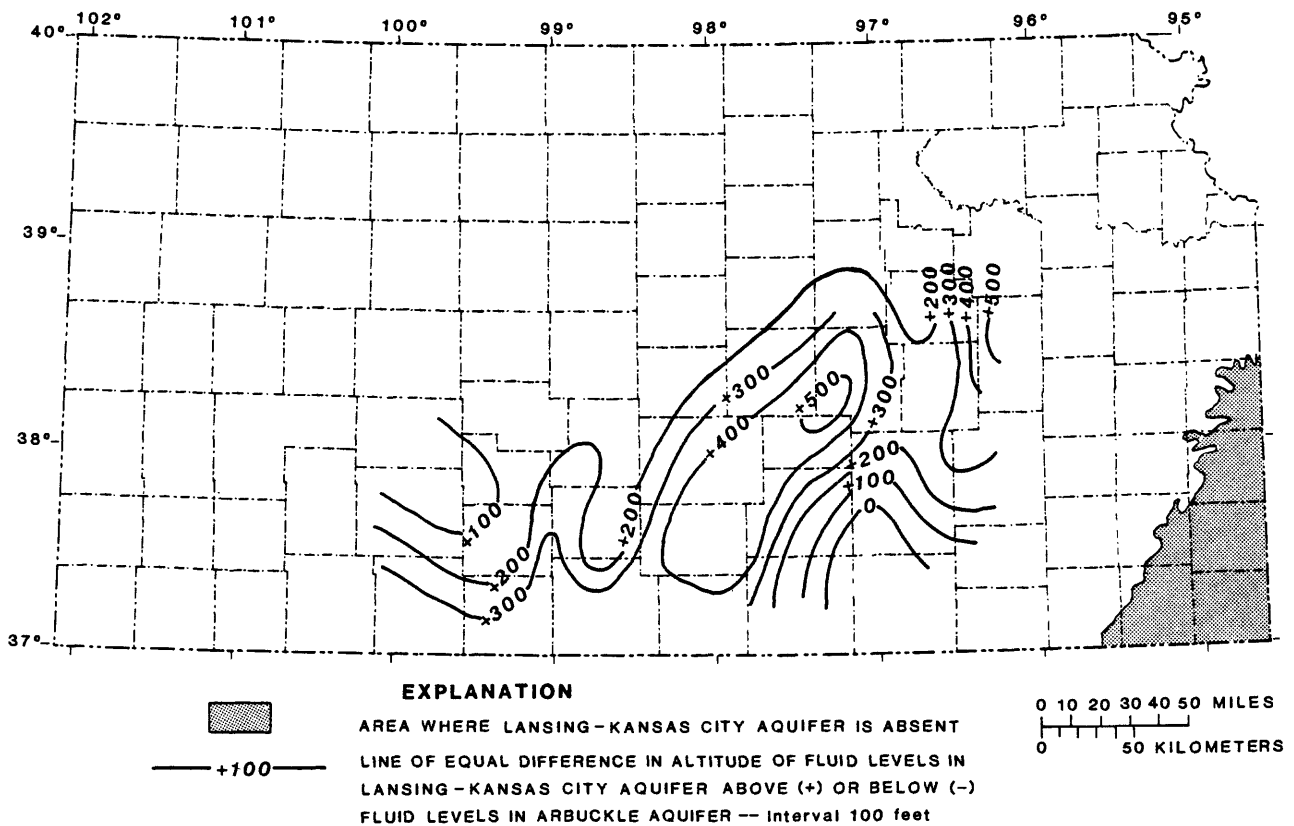 102° 101° 100° 99° 98° 97° 96° 95°
40°
39°
38°
37°
+200
+300
+400
+500
+300
+500
+400
+300
+200
+100
0
+200
+100
+200
+300
EXPLANATION
AREA WHERE LANSING-KANSAS CITY AQUIFER IS ABSENT
+100
LINE OF EQUAL DIFFERENCE IN ALTITUDE OF FLUID LEVELS IN
LANSING-KANSAS CITY AQUIFER ABOVE (+) OR BELOW (-)
FLUID LEVELS IN ARBUCKLE AQUIFER -- Interval 100 feet
0 10 20 30 40 50 MILES
0 50 KILOMETERS